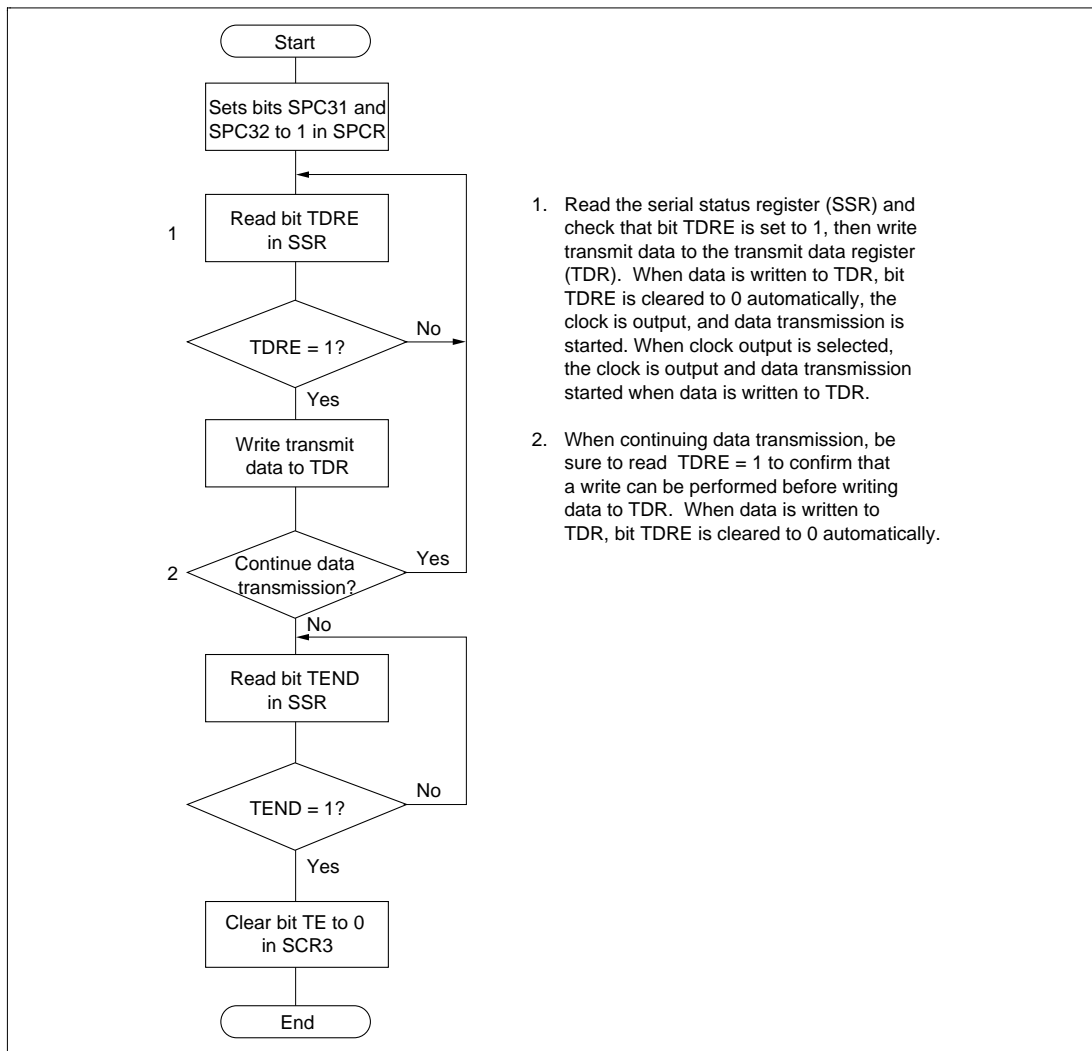 Start
Sets bits SPC31 and
SPC32 to 1 in SPCR
1
Read bit TDRE
in SSR
TDRE = 1?
No
Yes
Write transmit
data to TDR
2
Continue data
transmission?
Yes
No
Read bit TEND
in SSR
TEND = 1?
No
Yes
Clear bit TE to 0
in SCR3
End
1. Read the serial status register (SSR) and
check that bit TDRE is set to 1, then write
transmit data to the transmit data register
(TDR). When data is written to TDR, bit
TDRE is cleared to 0 automatically, the
clock is output, and data transmission is
started. When clock output is selected,
the clock is output and data transmission
started when data is written to TDR.
2. When continuing data transmission, be
sure to read TDRE = 1 to confirm that
a write can be performed before writing
data to TDR. When data is written to
TDR, bit TDRE is cleared to 0 automatically.